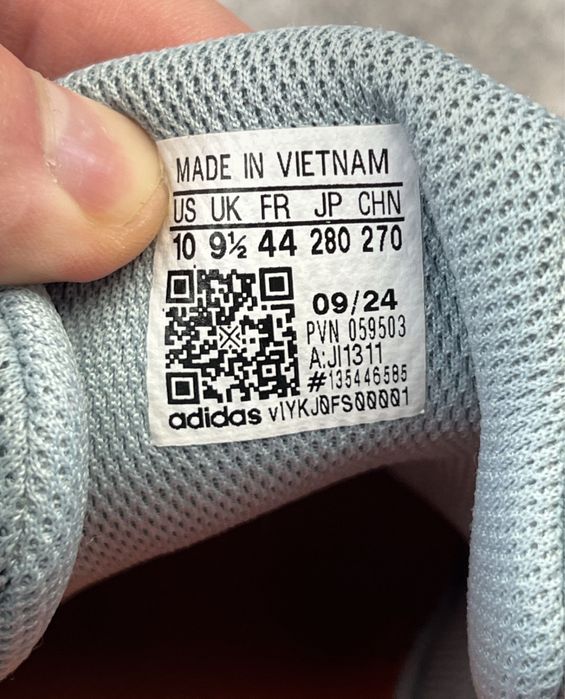 MADE IN VIETNAM
US UK FR JP CHN
10 9½ 44 280 270
09/24
PVN 059503
A:JI1311
#135446585
adidas vIYKJ0FS00001